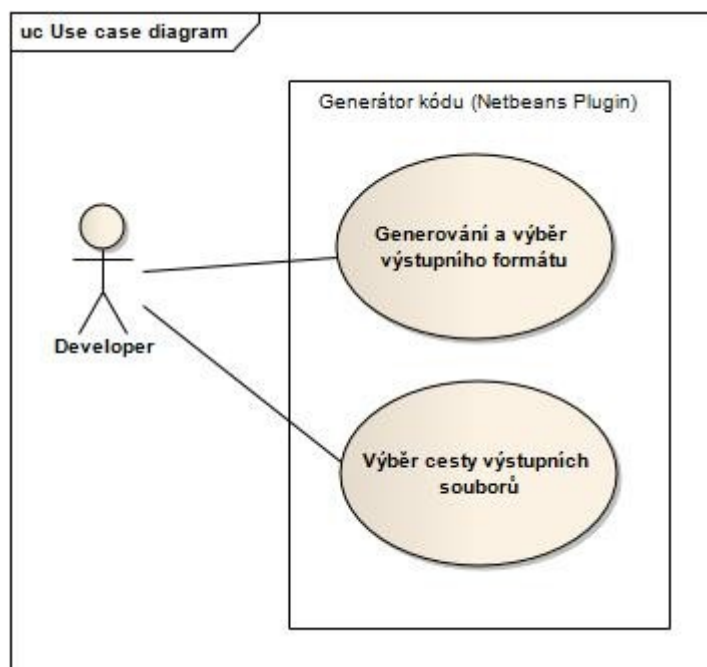 uc Use case diagram
Generátor kódu (Netbeans Plugin)
Generování a výběr
výstupního formátu
Developer
Výběr cesty výstupních
souborů